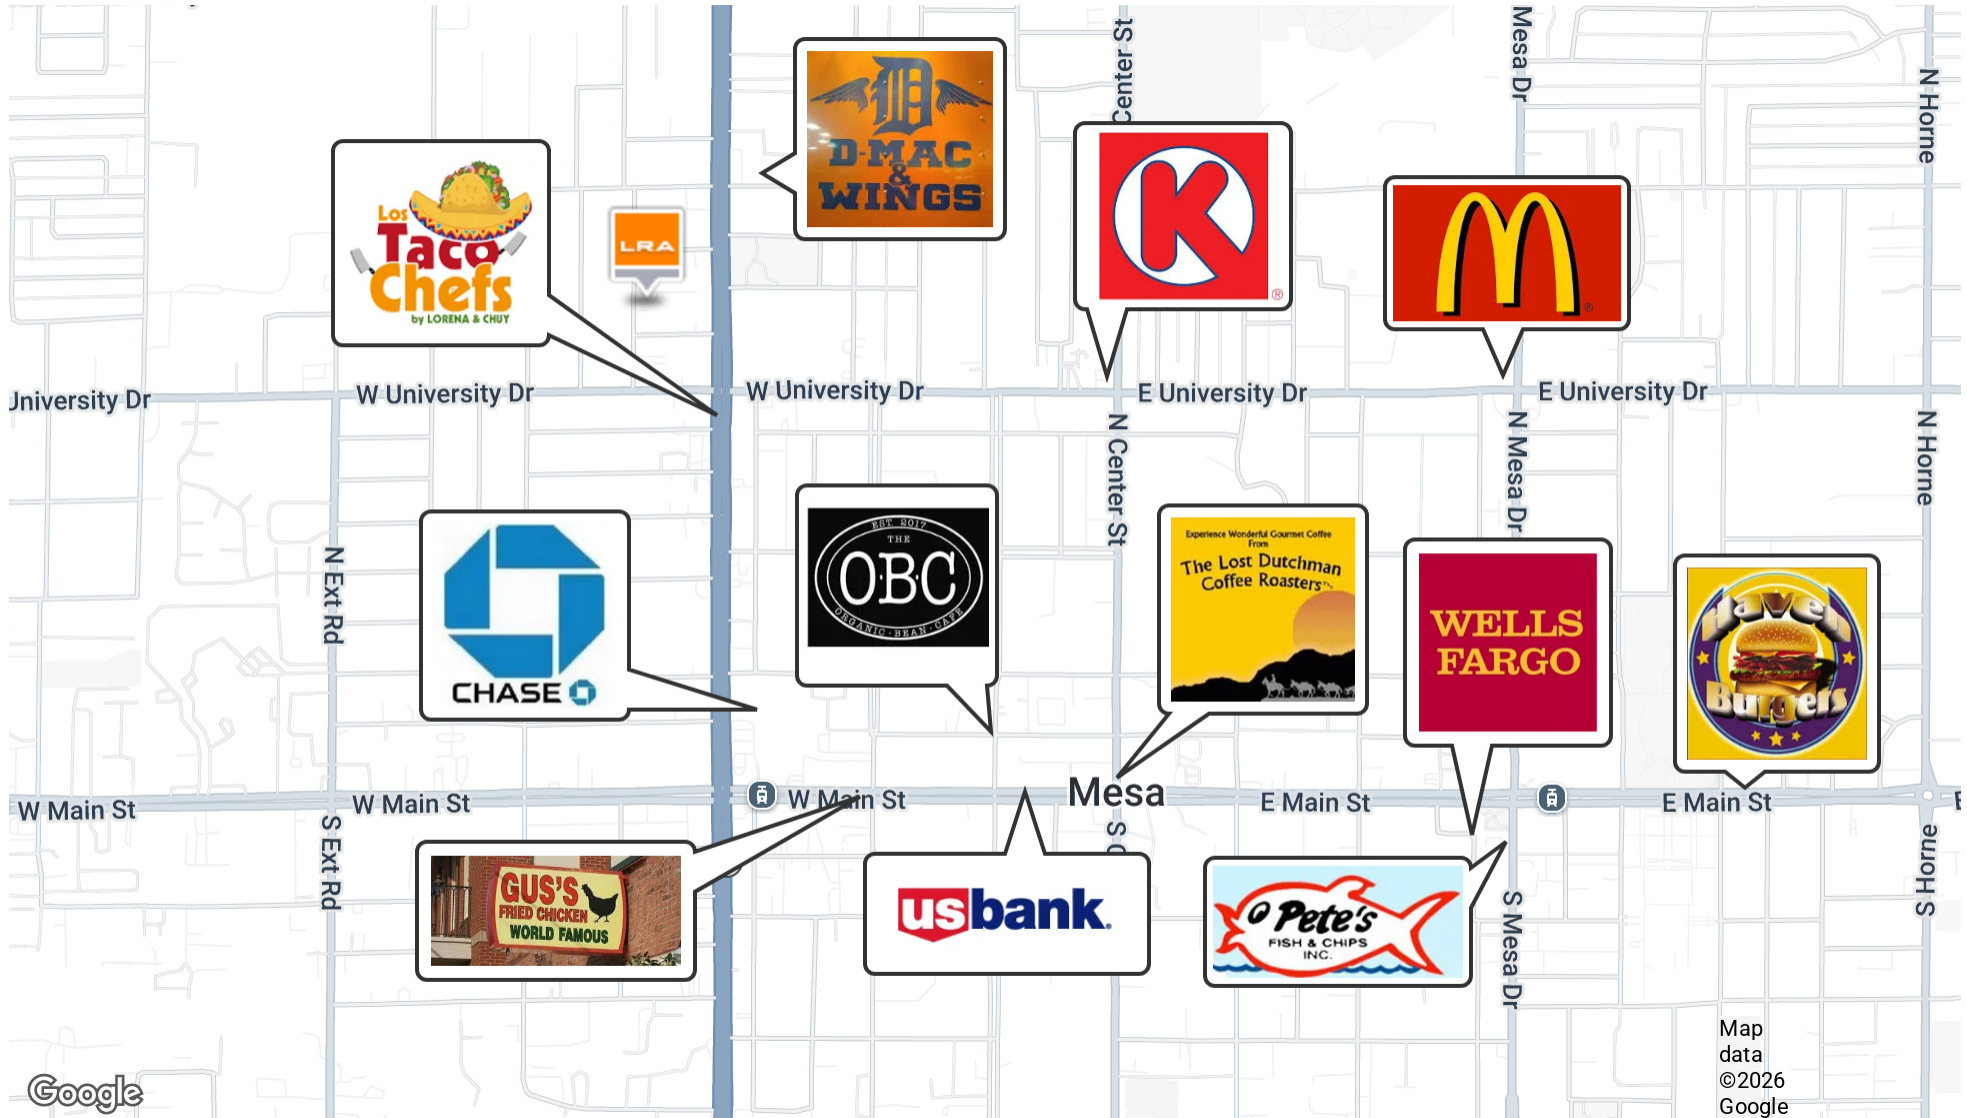 Center St
Mesa Dr
N Horne
D
D-MAC
&
WINGS
K
®
M
®
Los
Taco
Chefs
by LORENA & CHUY
LRA
University Dr
W University Dr
W University Dr
E University Dr
E University Dr
N Center St
N Mesa Dr
N Horne
EST 2017
THE
O·B·C
ORGANIC·BEAN·CAFE
Experience Wonderful Gourmet Coffee
From
The Lost Dutchman
Coffee Roasters™
WELLS
FARGO
Haven
Burgers
N Ext Rd
CHASE
Mesa
W Main St
W Main St
W Main St
E Main St
E Main St
S Ext Rd
S C
S Horne
GUS'S
FRIED CHICKEN
WORLD FAMOUS
usbank.
Pete's
FISH & CHIPS
INC.
S Mesa Dr
Google
Map
data
©2026
Google